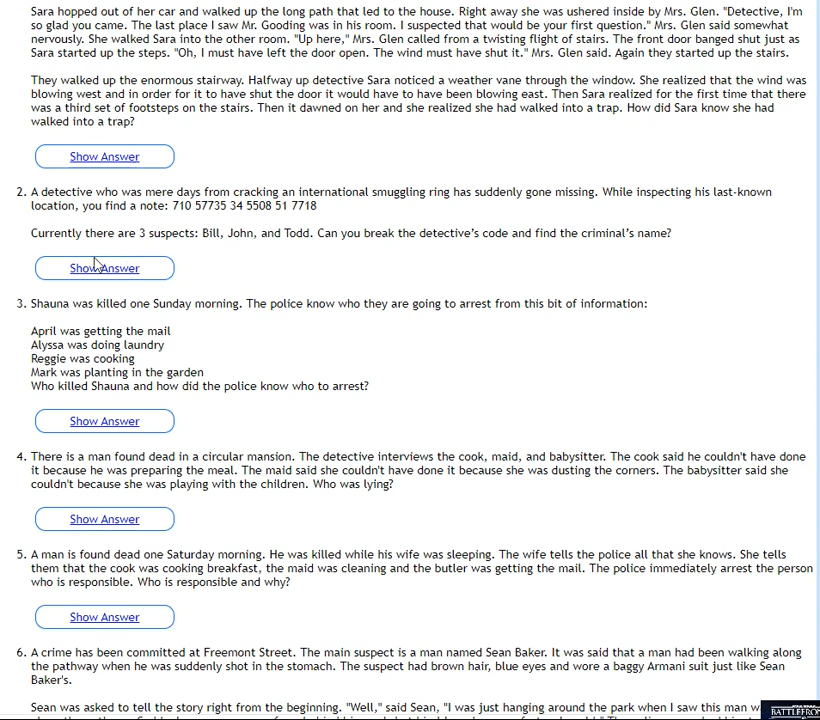 Sara hopped out of her car and walked up the long path that led to the house. Right away she was ushered inside by Mrs. Glen. "Detective, I'm
so glad you came. The last place I saw Mr. Gooding was in his room. I suspected that would be your first question." Mrs. Glen said somewhat
nervously. She walked Sara into the other room. "Up here," Mrs. Glen called from a twisting flight of stairs. The front door banged shut just as
Sara started up the steps. "Oh, I must have left the door open. The wind must have shut it." Mrs. Glen said. Again they started up the stairs.
They walked up the enormous stairway. Halfway up detective Sara noticed a weather vane through the window. She realized that the wind was
blowing west and in order for it to have shut the door it would have to have been blowing east. Then Sara realized for the first time that there
was a third set of footsteps on the stairs. Then it dawned on her and she realized she had walked into a trap. How did Sara know she had
walked into a trap?
Show Answer
2. A detective who was mere days from cracking an international smuggling ring has suddenly gone missing. While inspecting his last-known
location, you find a note: 710 57735 34 5508 51 7718
Currently there are 3 suspects: Bill, John, and Todd. Can you break the detective's code and find the criminal's name?
Show Answer
3. Shauna was killed one Sunday morning. The police know who they are going to arrest from this bit of information:
April was getting the mail
Alyssa was doing laundry
Reggie was cooking
Mark was planting in the garden
Who killed Shauna and how did the police know who to arrest?
Show Answer
4. There is a man found dead in a circular mansion. The detective interviews the cook, maid, and babysitter. The cook said he couldn't have done
it because he was preparing the meal. The maid said she couldn't have done it because she was dusting the corners. The babysitter said she
couldn't because she was playing with the children. Who was lying?
Show Answer
5. A man is found dead one Saturday morning. He was killed while his wife was sleeping. The wife tells the police all that she knows. She tells
them that the cook was cooking breakfast, the maid was cleaning and the butler was getting the mail. The police immediately arrest the person
who is responsible. Who is responsible and why?
Show Answer
6. A crime has been committed at Freemont Street. The main suspect is a man named Sean Baker. It was said that a man had been walking along
the pathway when he was suddenly shot in the stomach. The suspect had brown hair, blue eyes and wore a baggy Armani suit just like Sean
Baker's.
Sean was asked to tell the story right from the beginning. "Well," said Sean, "I was just hanging around the park when I saw this man